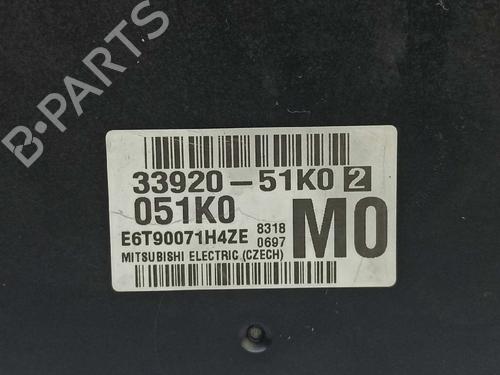 B-PARTS
33920-51K0 2
051K0
E6T90071H4ZE 8318 0697
M0
MITSUBISHI ELECTRIC (CZECH)